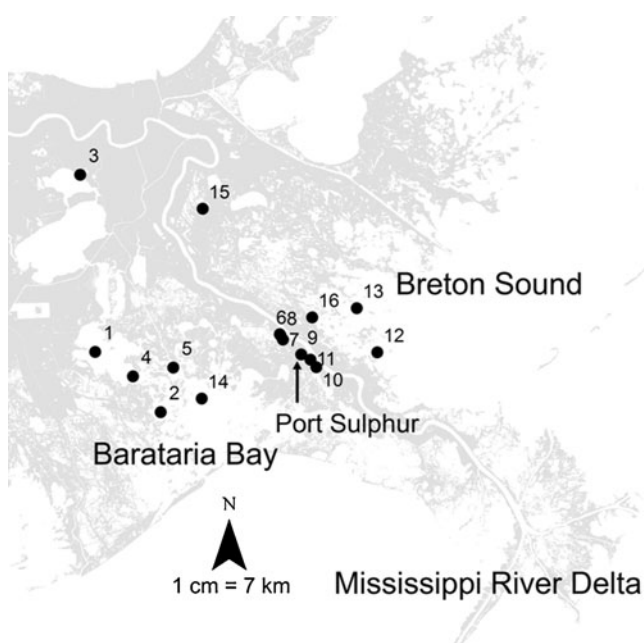 3
15
13
Breton Sound
16
68
7 9
12
1
5
11
4
10
14
2
Port Sulphur
Barataria Bay
N
1 cm = 7 km
Mississippi River Delta